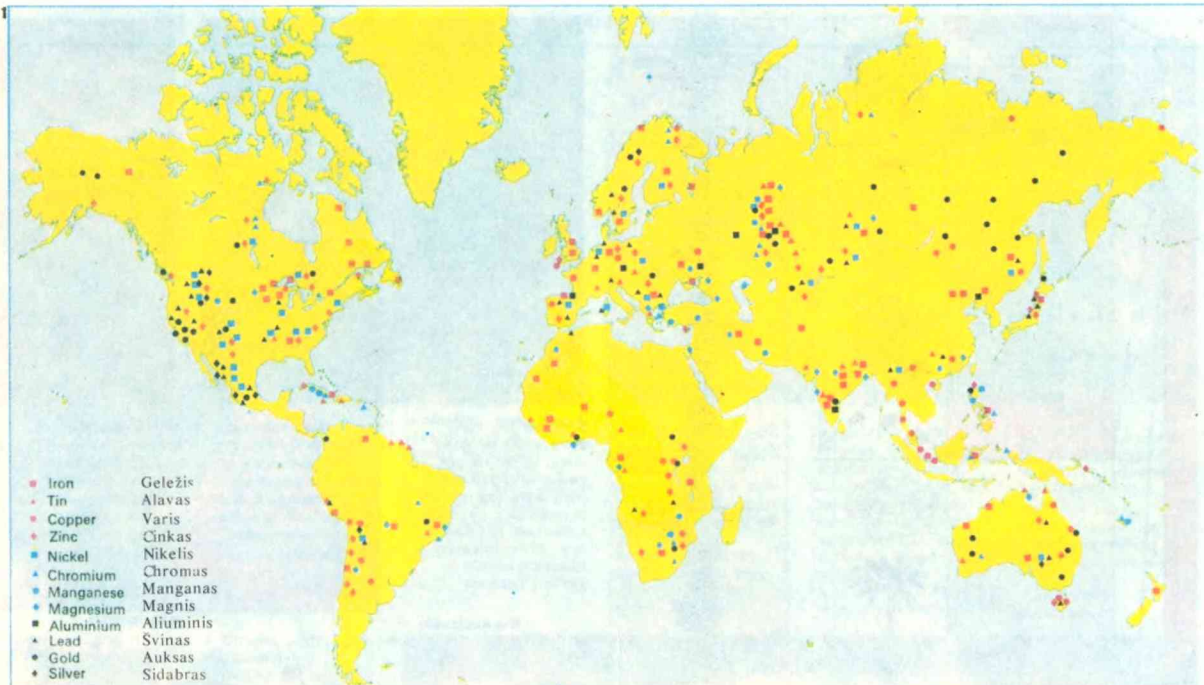 1
Iron Geležis
Tin Alavas
Copper Varis
Zinc Cinkas
Nickel Nikelis
Chromium Chromas
Manganese Manganas
Magnesium Magnis
Aluminium Aliuminis
Lead Švinas
Gold Auksas
Silver Sidabras